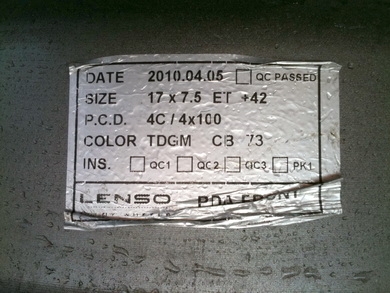 DATE 2010.04.05 QC PASSED
SIZE 17 x 7.5 ET +42
P.C.D. 4C / 4x100
COLOR TDGM CB 73
INS. QC1 QC2 QC3 PK1
LENSO FRONT